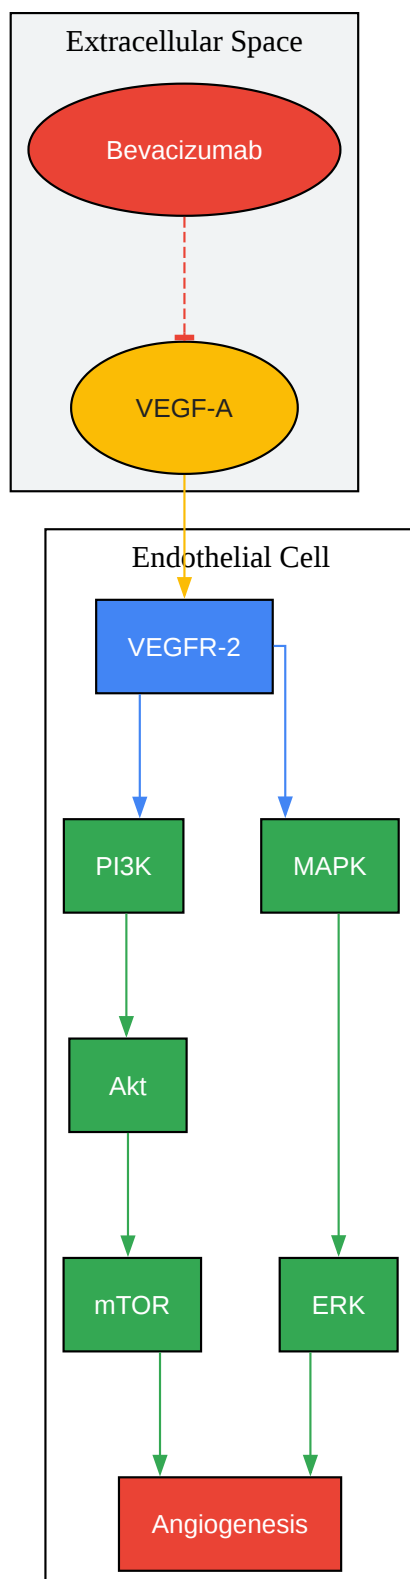 Extracellular Space
Bevacizumab
VEGF-A
Endothelial Cell
VEGFR-2
PI3K
MAPK
Akt
mTOR
ERK
Angiogenesis